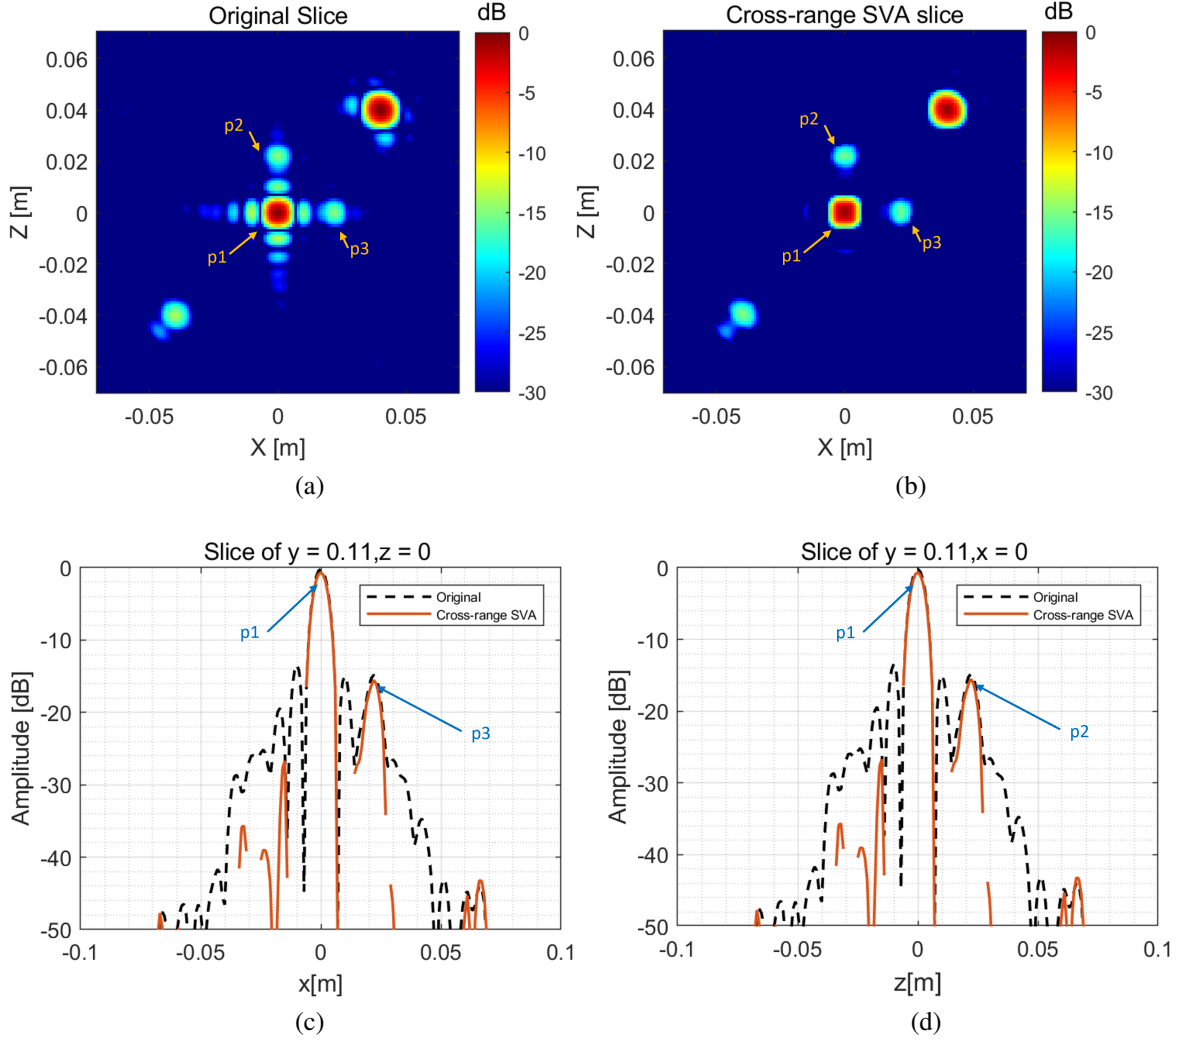 Original Slice
dB
Cross-range SVA slice
dB
0.06
0.04
0.02
0
-0.02
-0.04
-0.06
Z [m]
-0.05
0
0.05
X [m]
p2
p1
p3
0
-5
-10
-15
-20
-25
-30
(a)
0.06
0.04
0.02
0
-0.02
-0.04
-0.06
Z [m]
-0.05
0
0.05
X [m]
p2
p1
p3
0
-5
-10
-15
-20
-25
-30
(b)
Slice of y = 0.11,z = 0
0
-10
-20
-30
-40
-50
Amplitude [dB]
Original
Cross-range SVA
p1
p3
-0.1
-0.05
0
0.05
0.1
x[m]
(c)
Slice of y = 0.11,x = 0
0
-10
-20
-30
-40
-50
Amplitude [dB]
Original
Cross-range SVA
p1
p2
-0.1
-0.05
0
0.05
0.1
z[m]
(d)